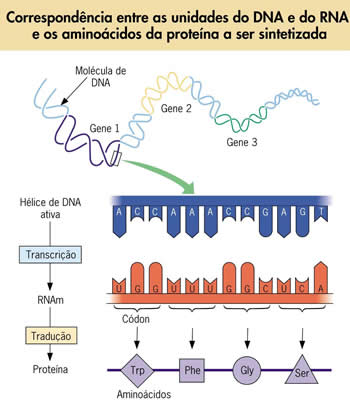 Correspondência entre as unidades do DNA e do RNA
e os aminoácidos da proteína a ser sintetizada
Molécula de
DNA
Gene 1
Gene 2
Gene 3
Hélice de DNA
ativa
A C C A A A C C G A G T
Transcrição
RNAm
U G G U U U G G C U C A
Códon
Tradução
Proteína
Trp Phe Gly Ser
Aminoácidos